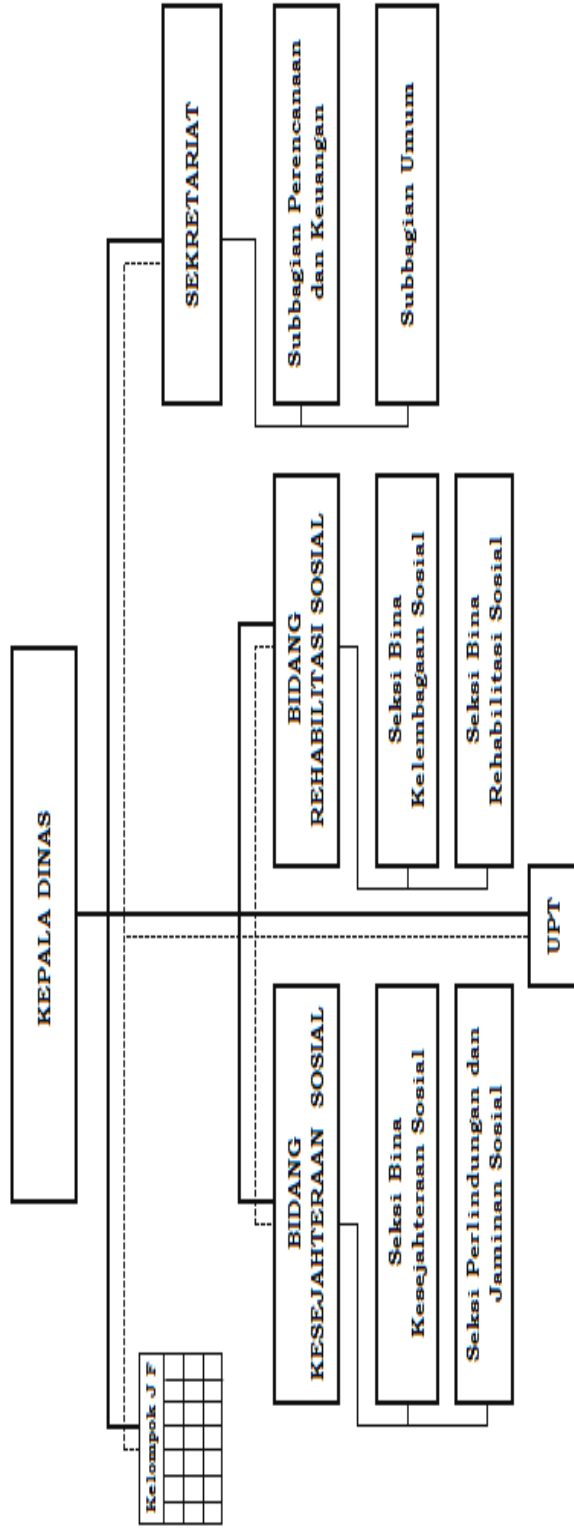 KEPALA DINAS
Kelompok J F
SEKRETARIAT
Subbagian Perencanaan
dan Keuangan
Subbagian Umum
BIDANG
KESEJAHTERAAN SOSIAL
Seksi Bina
Kesejahteraan Sosial
Seksi Perlindungan dan
Jaminan Sosial
BIDANG
REHABILITASI SOSIAL
Seksi Bina
Kelembagaan Sosial
Seksi Bina
Rehabilitasi Sosial
UPT